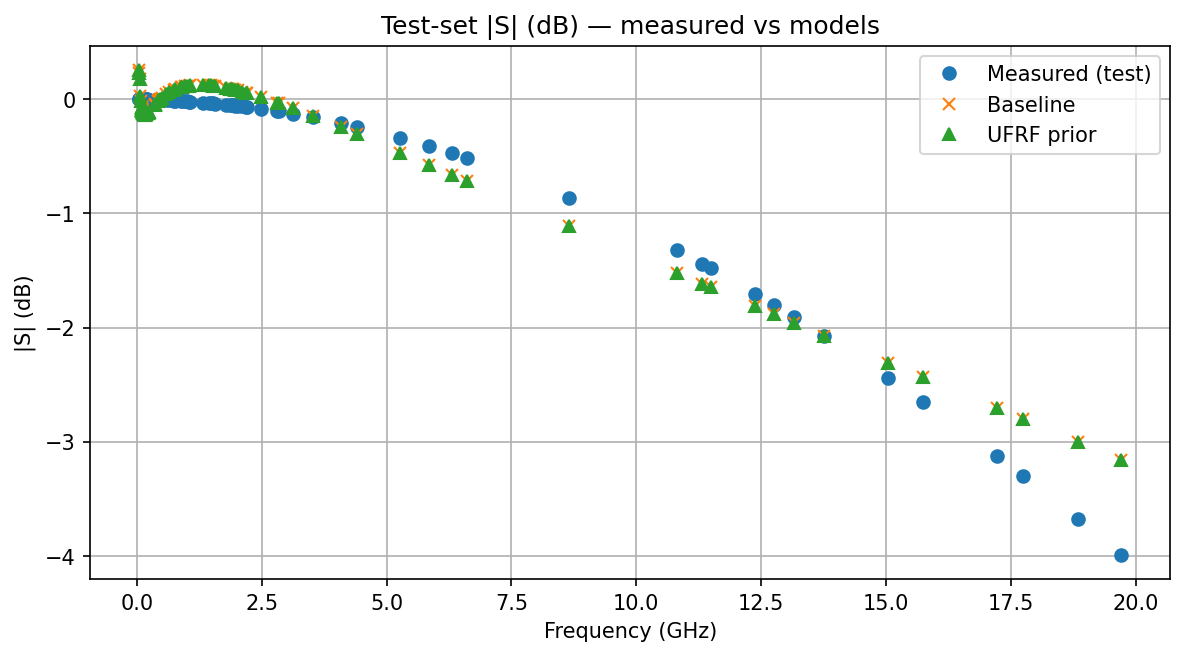 Test-set |S| (dB) — measured vs models
Measured (test)
Baseline
UFRF prior
|S| (dB)
0
−1
−2
−3
−4
0.0 2.5 5.0 7.5 10.0 12.5 15.0 17.5 20.0
Frequency (GHz)